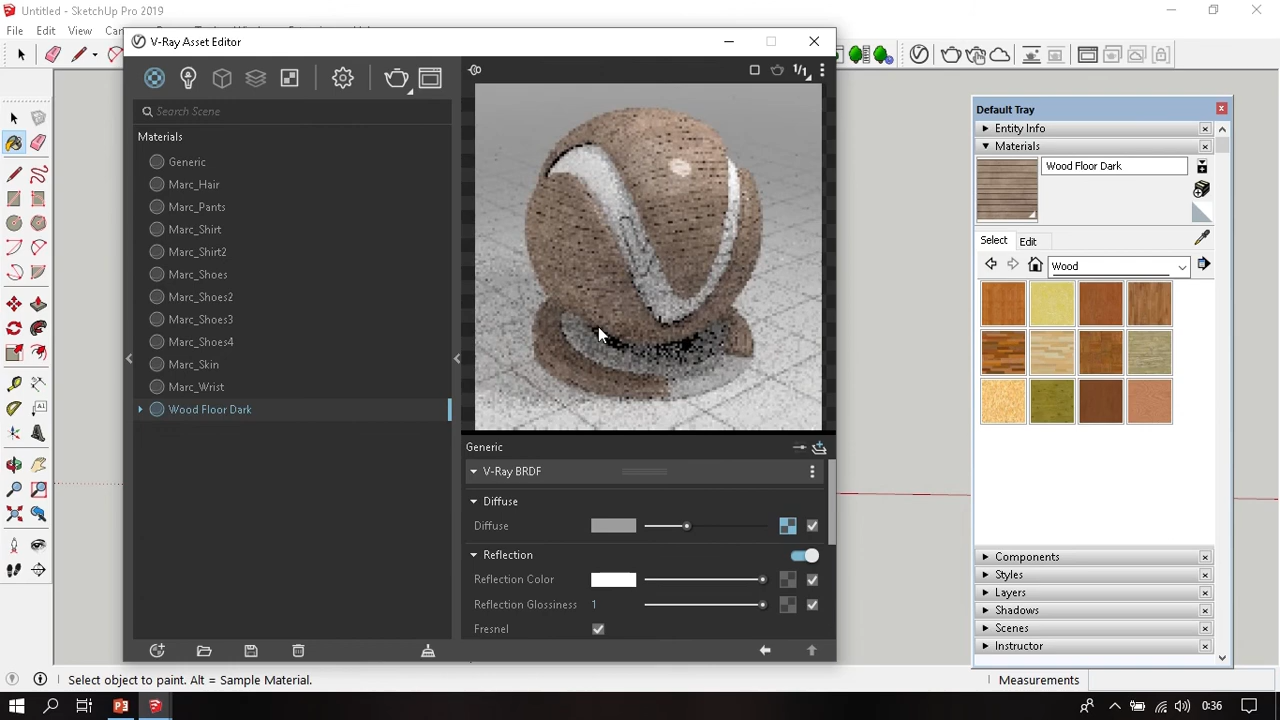 Untitled - SketchUp Pro 2019
File Edit View
V-Ray Asset Editor
1/1
Search Scene
Materials
Generic
Marc_Hair
Marc_Pants
Marc_Shirt
Marc_Shirt2
Marc_Shoes
Marc_Shoes2
Marc_Shoes3
Marc_Shoes4
Marc_Skin
Marc_Wrist
Wood Floor Dark
Generic
V-Ray BRDF
Diffuse
Diffuse
Reflection
Reflection Color
Reflection Glossiness 1
Fresnel
Default Tray
Entity Info
Materials
Wood Floor Dark
Select Edit
Wood
Components
Styles
Layers
Shadows
Scenes
Instructor
Select object to paint. Alt = Sample Material.
Measurements
0:36